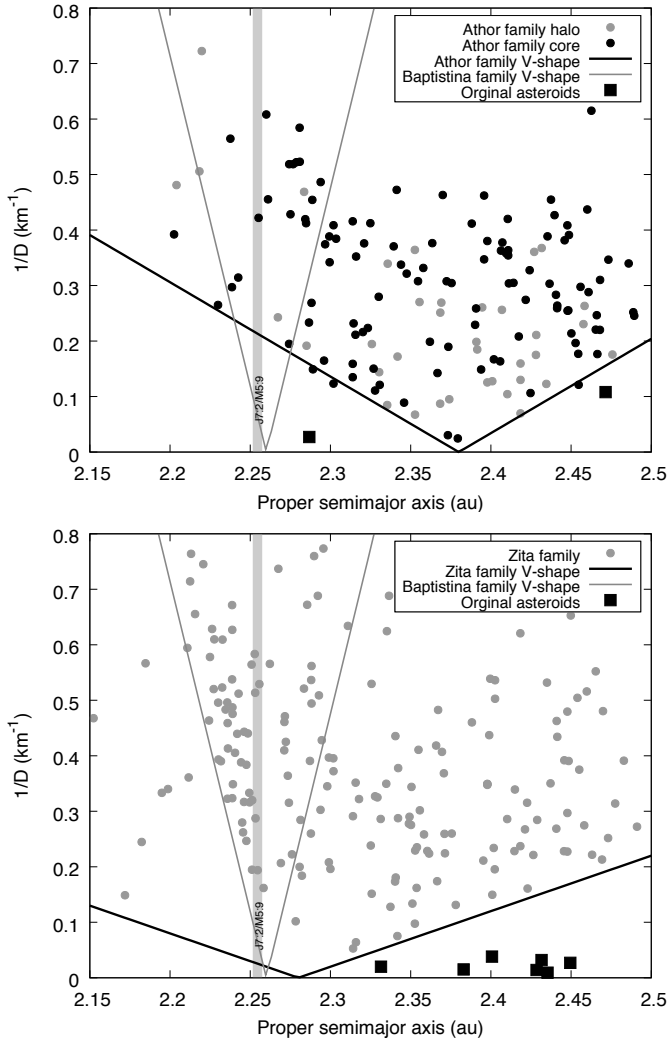 0.8
0.7
0.6
0.5
0.4
0.3
0.2
0.1
0
1/D (km-1)
Athor family halo
Athor family core
Athor family V-shape
Baptistina family V-shape
Orginal asteroids
J7:2/M5:9
2.15 2.2 2.25 2.3 2.35 2.4 2.45 2.5
Proper semimajor axis (au)
0.8
0.7
0.6
0.5
0.4
0.3
0.2
0.1
0
1/D (km-1)
Zita family
Zita family V-shape
Baptistina family V-shape
Orginal asteroids
J7:2/M5:9
2.15 2.2 2.25 2.3 2.35 2.4 2.45 2.5
Proper semimajor axis (au)